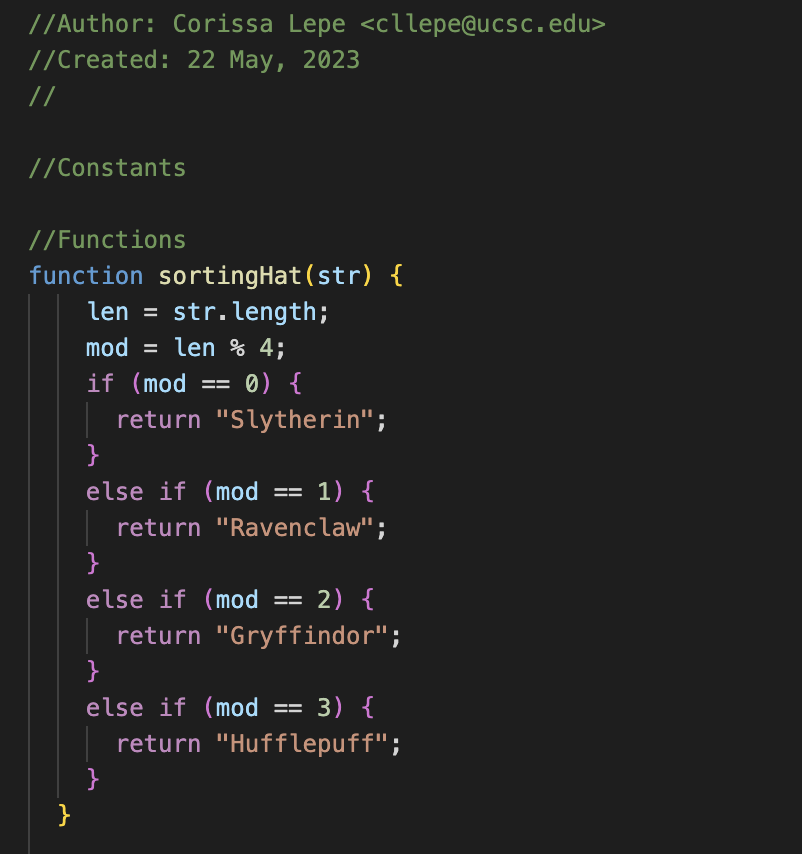 //Author: Corissa Lepe <cllepe@ucsc.edu>
//Created: 22 May, 2023
//
//Constants
//Functions
function sortingHat(str) {
len = str.length;
mod = len % 4;
if (mod == 0) {
return "Slytherin";
}
else if (mod == 1) {
return "Ravenclaw";
}
else if (mod == 2) {
return "Gryffindor";
}
else if (mod == 3) {
return "Hufflepuff";
}
}